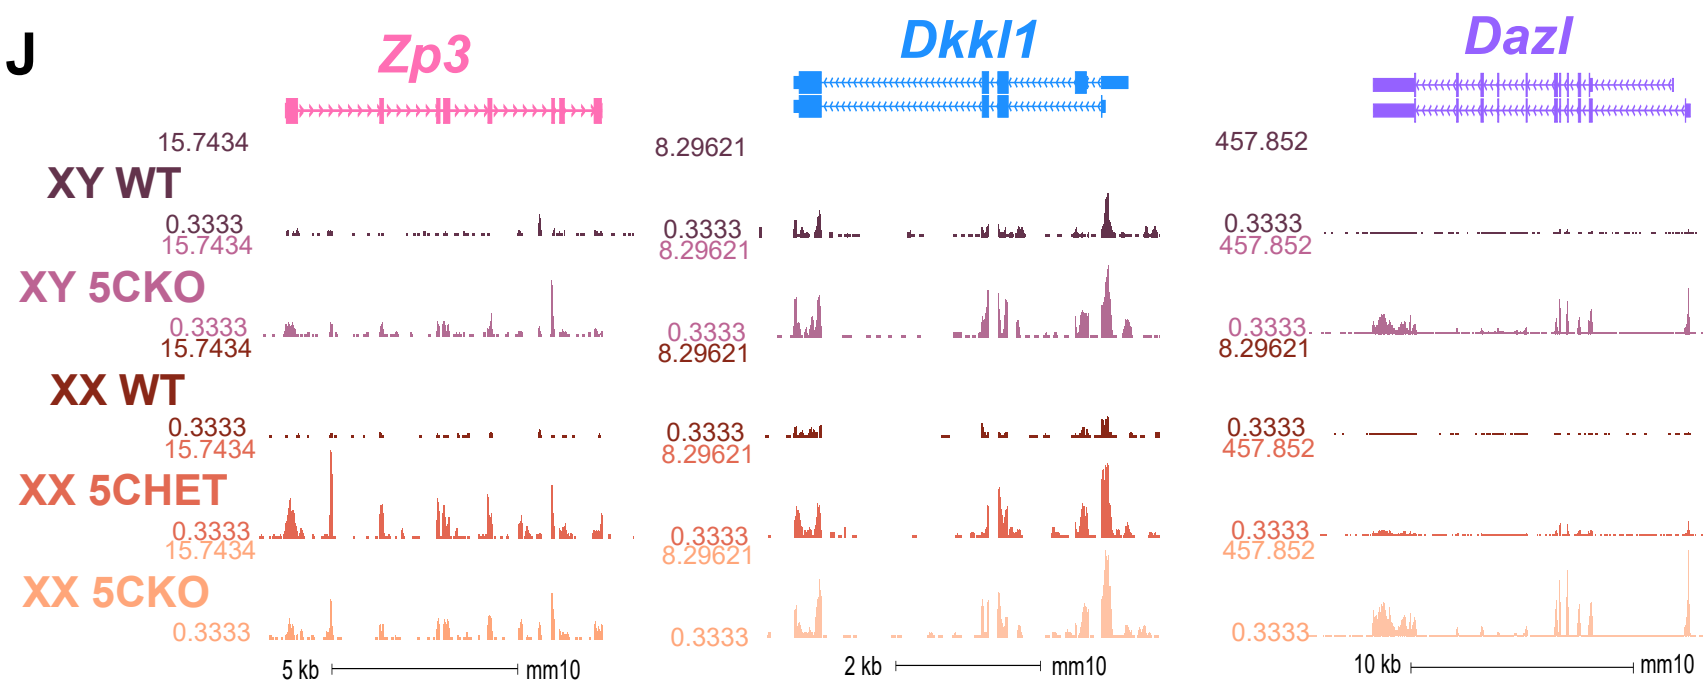 J
Zp3
Dkkl1
Dazl
15.7434
8.29621
457.852
XY WT
0.3333
0.3333
0.3333
15.7434
8.29621
457.852
XY 5CKO
0.3333
0.3333
0.3333
15.7434
8.29621
8.29621
XX WT
0.3333
0.3333
0.3333
15.7434
8.29621
457.852
XX 5CHET
0.3333
0.3333
0.3333
15.7434
8.29621
457.852
XX 5CKO
0.3333
0.3333
0.3333
5 kb mm10
2 kb mm10
10 kb mm10